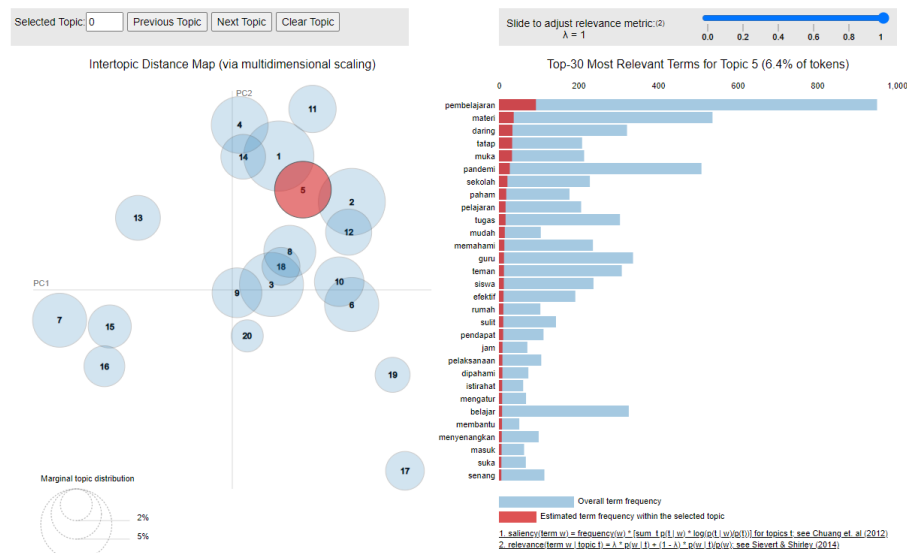 Selected Topic: 0 Previous Topic Next Topic Clear Topic
Slide to adjust relevance metric:(2)
λ = 1
0.0 0.2 0.4 0.6 0.8 1
Intertopic Distance Map (via multidimensional scaling)
PC2
PC1
11
4
14
1
5
2
13
12
8
18
10
3
9
6
7
15
20
16
19
17
Marginal topic distribution
2%
5%
Top-30 Most Relevant Terms for Topic 5 (6.4% of tokens)
0 200 400 600 800 1,000
pembelajaran
materi
daring
tatap
muka
pandemi
sekolah
paham
pelajaran
tugas
mudah
memahami
guru
teman
siswa
efektif
rumah
sulit
pendapat
jam
pelaksanaan
dipahami
istirahat
mengatur
belajar
membantu
menyenangkan
masuk
suka
senang
Overall term frequency
Estimated term frequency within the selected topic
1. saliency(term w) = frequency(w) * [sum_t p(t | w) * log(p(t | w)/p(t))] for topics t; see Chuang et. al (2012)
2. relevance(term w | topic t) = λ * p(w | t) + (1 - λ) * p(w | t)/p(w); see Sievert & Shirley (2014)